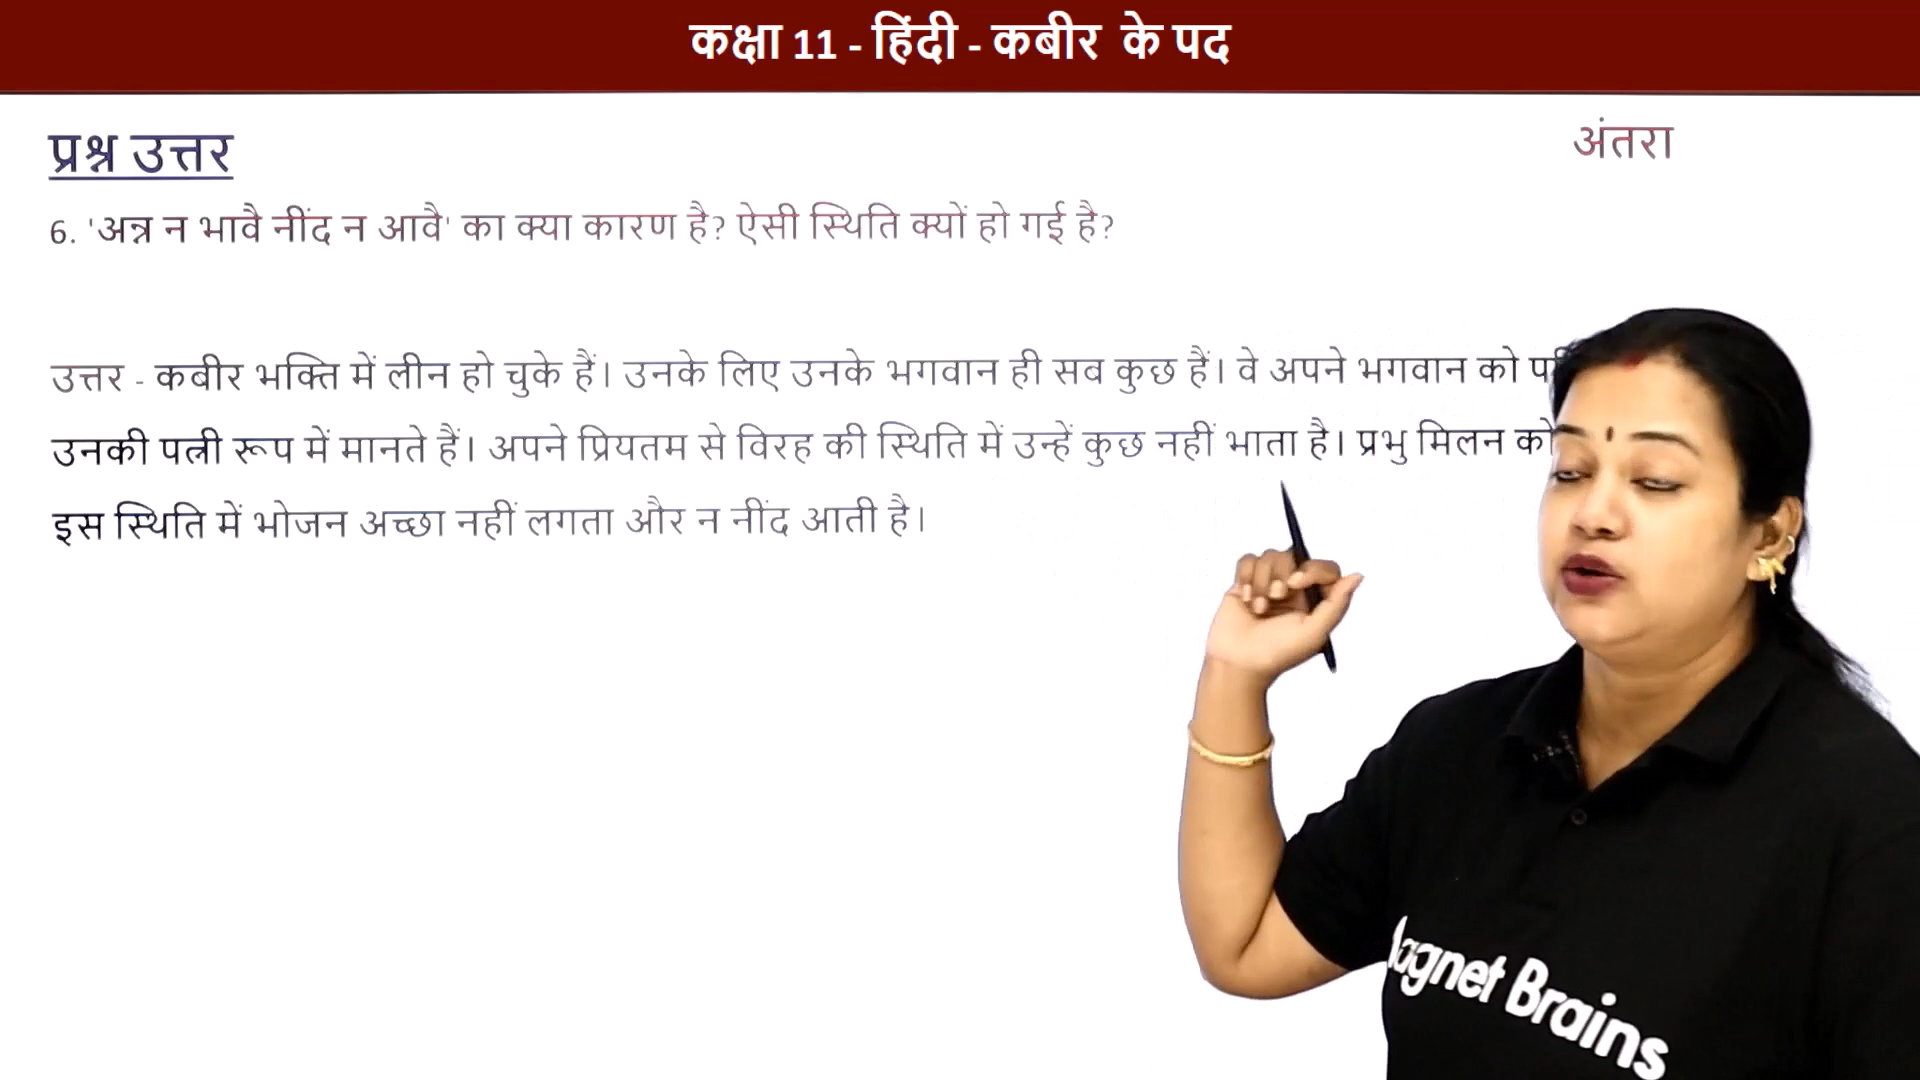 कक्षा 11 - हिंदी - कबीर के पद
प्रश्न उत्तर
अंतरा
6. 'अन्न न भावै नींद न आवै' का क्या कारण है? ऐसी स्थिति क्यों हो गई है?
उत्तर - कबीर भक्ति में लीन हो चुके हैं। उनके लिए उनके भगवान ही सब कुछ हैं। वे अपने भगवान को
उनकी पत्नी रूप में मानते हैं। अपने प्रियतम से विरह की स्थिति में उन्हें कुछ नहीं भाता है। प्रभु मिलन को
इस स्थिति में भोजन अच्छा नहीं लगता और न नींद आती है।
agnet Brains